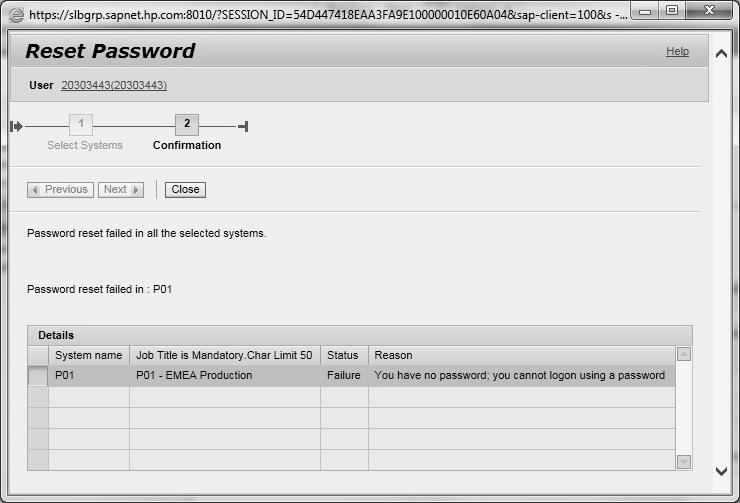 https://slbgrp.sapnet.hp.com:8010/?SESSION_ID=54D447418EAA3FA9E100000010E60A04&sap-client=100&s -...
Reset Password
Help
User 20303443(20303443)
1 2
Select Systems Confirmation
Previous Next Close
Password reset failed in all the selected systems.
Password reset failed in : P01
Details
System name Job Title is Mandatory.Char Limit 50 Status Reason
P01 P01 - EMEA Production Failure You have no password; you cannot logon using a password